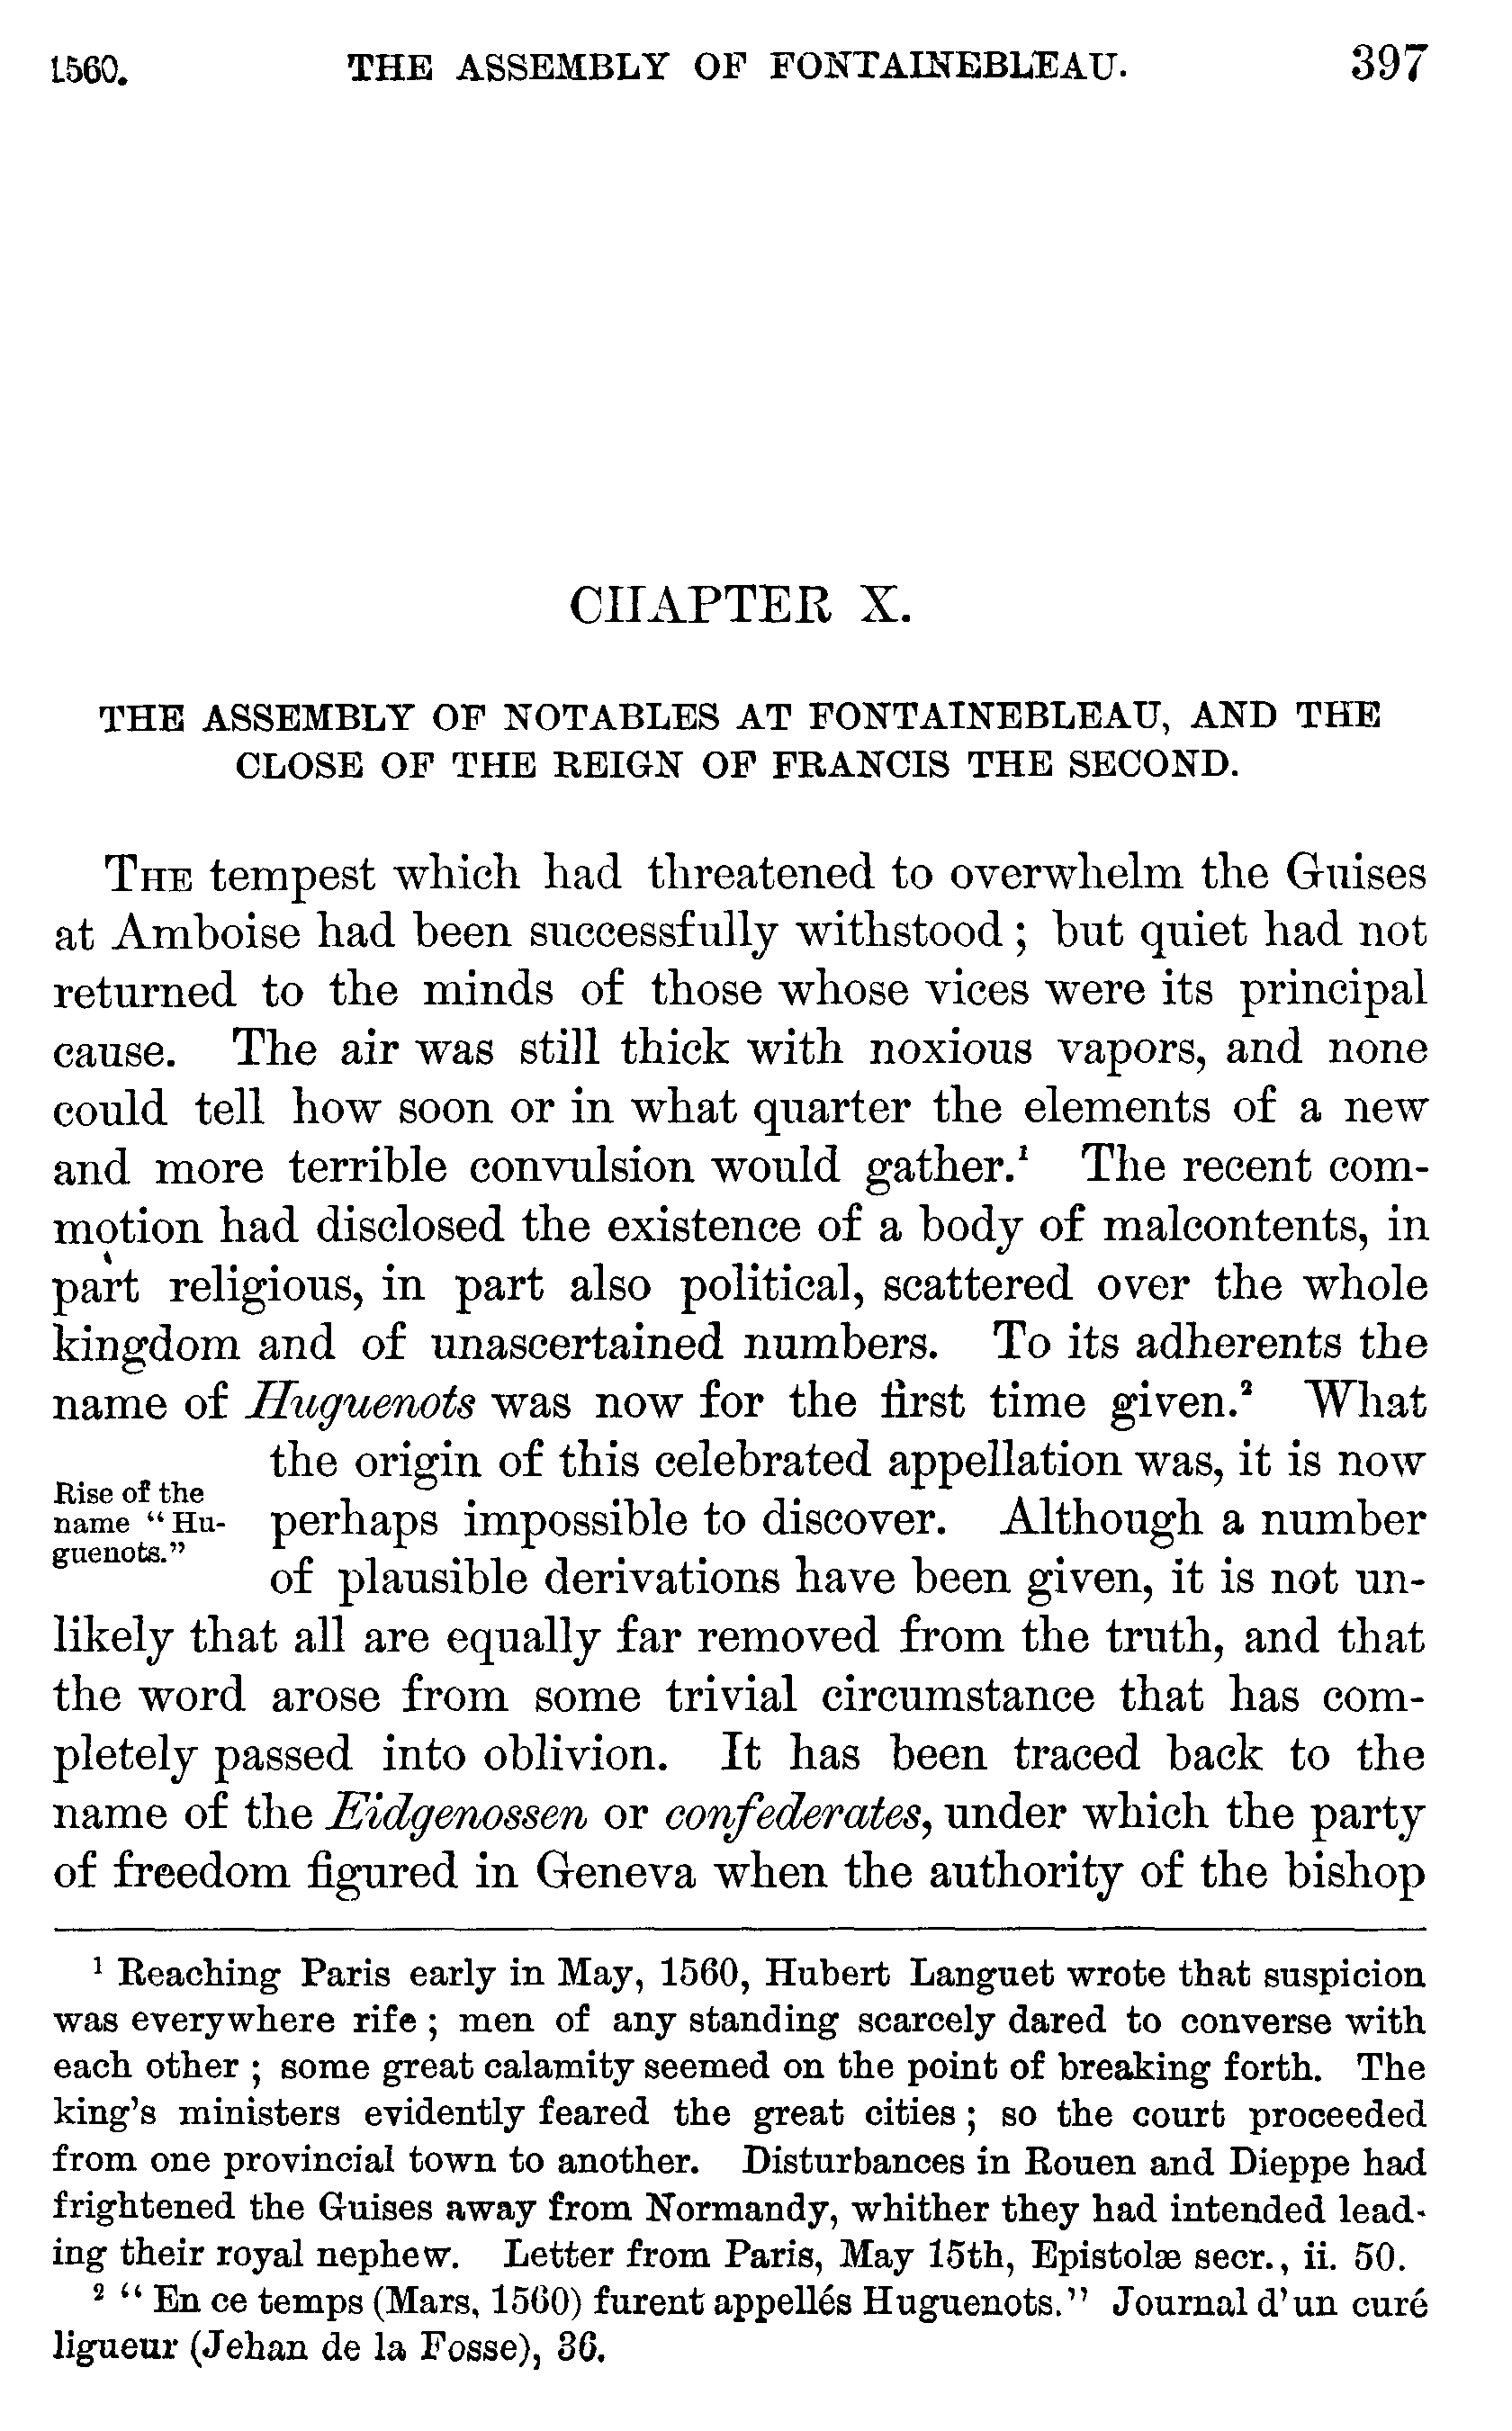 1560. THE ASSEMBLY OF FONTAINEBLEAU. 397
CHAPTER X.
THE ASSEMBLY OF NOTABLES AT FONTAINEBLEAU, AND THE
CLOSE OF THE REIGN OF FRANCIS THE SECOND.
THE tempest which had threatened to overwhelm the Guises
at Amboise had been successfully withstood; but quiet had not
returned to the minds of those whose vices were its principal
cause. The air was still thick with noxious vapors, and none
could tell how soon or in what quarter the elements of a new
and more terrible convulsion would gather.¹ The recent com-
motion had disclosed the existence of a body of malcontents, in
part religious, in part also political, scattered over the whole
kingdom and of unascertained numbers. To its adherents the
name of Huguenots was now for the first time given.² What
the origin of this celebrated appellation was, it is now
Rise of the
name "Hu-
guenots."
perhaps impossible to discover. Although a number
of plausible derivations have been given, it is not un-
likely that all are equally far removed from the truth, and that
the word arose from some trivial circumstance that has com-
pletely passed into oblivion. It has been traced back to the
name of the Eidgenossen or confederates, under which the party
of freedom figured in Geneva when the authority of the bishop
¹ Reaching Paris early in May, 1560, Hubert Languet wrote that suspicion
was everywhere rife; men of any standing scarcely dared to converse with
each other; some great calamity seemed on the point of breaking forth. The
king's ministers evidently feared the great cities; so the court proceeded
from one provincial town to another. Disturbances in Rouen and Dieppe had
frightened the Guises away from Normandy, whither they had intended lead-
ing their royal nephew. Letter from Paris, May 15th, Epistolæ secr., ii. 50.
² "En ce temps (Mars, 1560) furent appellés Huguenots." Journal d'un curé
ligueur (Jehan de la Fosse), 36.